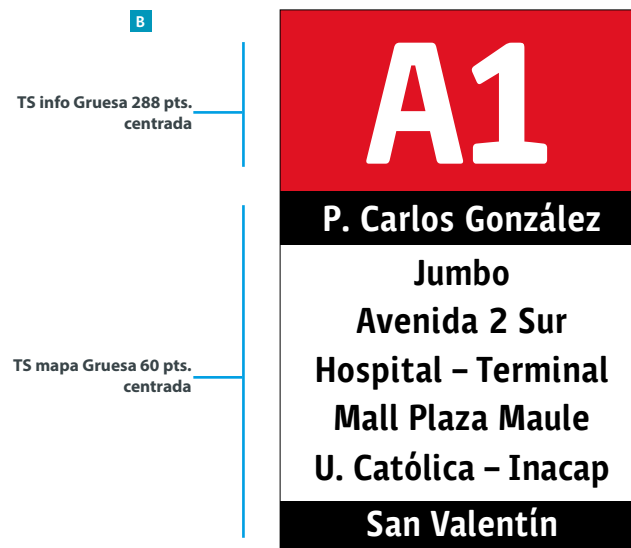 B
TS info Gruesa 288 pts.
centrada
A1
P. Carlos González
Jumbo
Avenida 2 Sur
Hospital – Terminal
Mall Plaza Maule
U. Católica – Inacap
San Valentín
TS mapa Gruesa 60 pts.
centrada